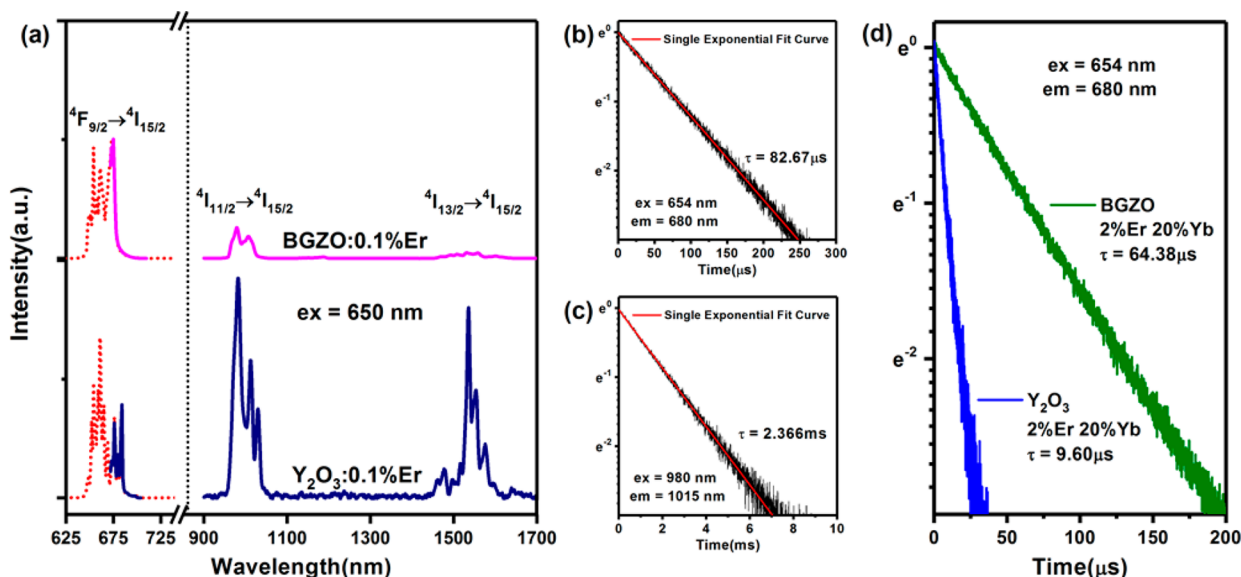 (a)
⁴F₉/₂→⁴I₁₅/₂
⁴I₁₁/₂→⁴I₁₅/₂
⁴I₁₃/₂→⁴I₁₅/₂
BGZO:0.1%Er
ex = 650 nm
Y₂O₃:0.1%Er
Intensity(a.u.)
625 675 725 900 1100 1300 1500 1700
Wavelength(nm)
(b)
Single Exponential Fit Curve
e⁰
e⁻¹
e⁻²
τ = 82.67μs
ex = 654 nm
em = 680 nm
0 50 100 150 200 250 300
Time(μs)
(c)
Single Exponential Fit Curve
e⁰
e⁻¹
e⁻²
τ = 2.366ms
ex = 980 nm
em = 1015 nm
0 2 4 6 8 10
Time(ms)
(d)
e⁰
e⁻¹
e⁻²
ex = 654 nm
em = 680 nm
BGZO
2%Er 20%Yb
τ = 64.38μs
Y₂O₃
2%Er 20%Yb
τ = 9.60μs
0 50 100 150 200
Time(μs)